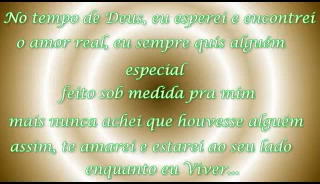 No tempo de Deus, eu esperei e encontrei
o amor real, eu sempre quis alguém
especial
feito sob medida pra mim
mais nunca achei que houvesse alguém
assim, te amarei e estarei ao seu lado
enquanto eu Viver...